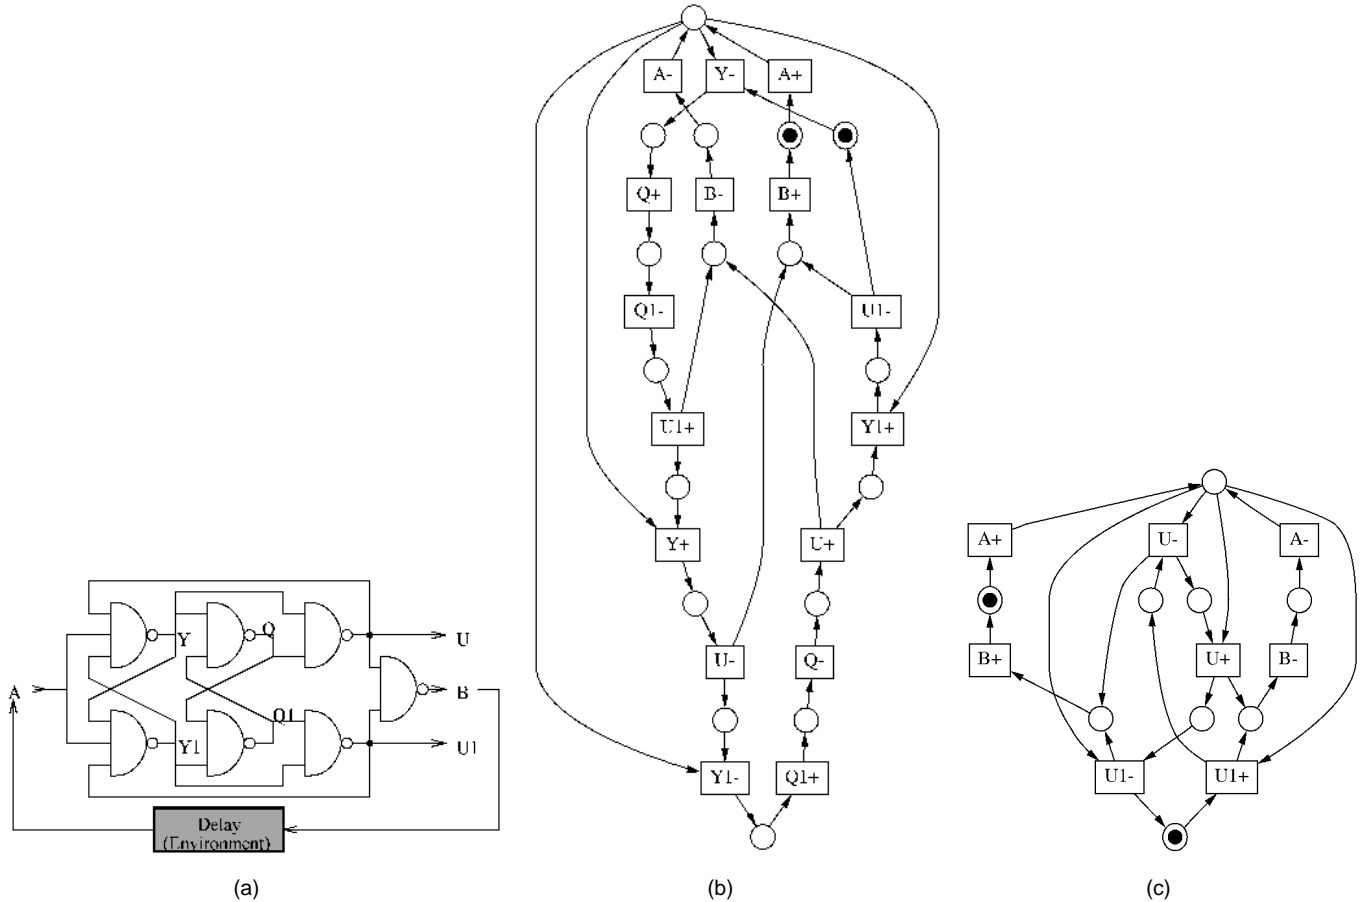 A- Y- A+
Q+ B- B+
Q1- U1-
U1+ Y1+
Y+ U+
U- Q-
Y1- Q1+
A+ U- A-
B+ U+ B-
U1- U1+
Y Q U
A B
Y1 Q1 U1
Delay
(Environment)
(a) (b) (c)